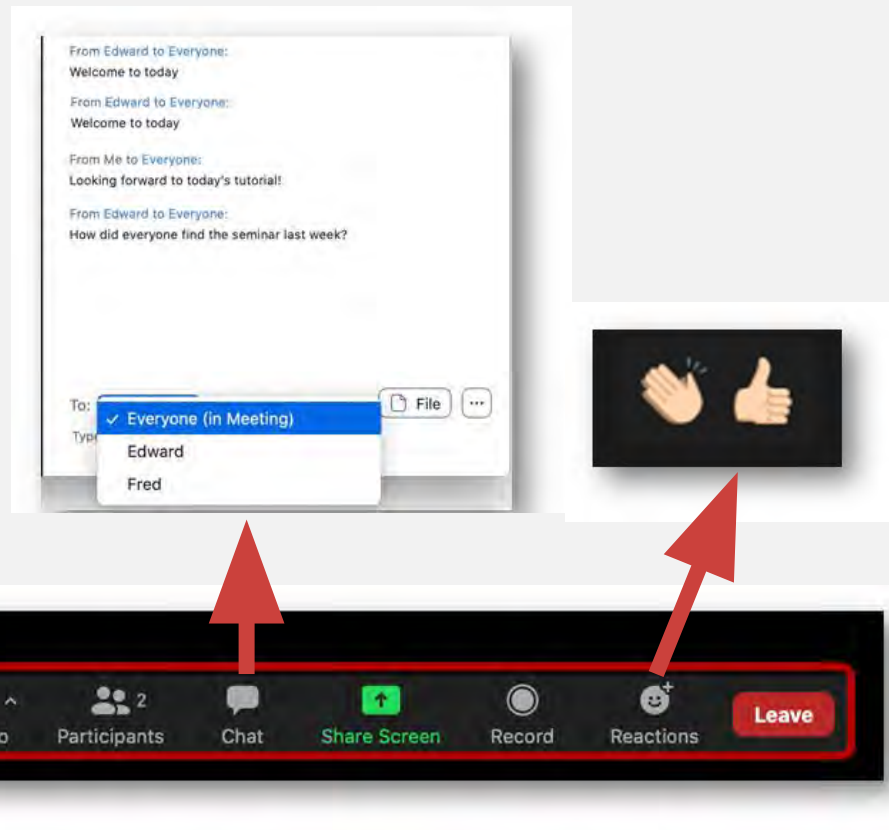 From Edward to Everyone:
Welcome to today
From Edward to Everyone:
Welcome to today
From Me to Everyone:
Looking forward to today's tutorial!
From Edward to Everyone:
How did everyone find the seminar last week?
To:
✓ Everyone (in Meeting)
File
...
Edward
Fred
2
Participants
Chat
Share Screen
Record
Reactions
Leave